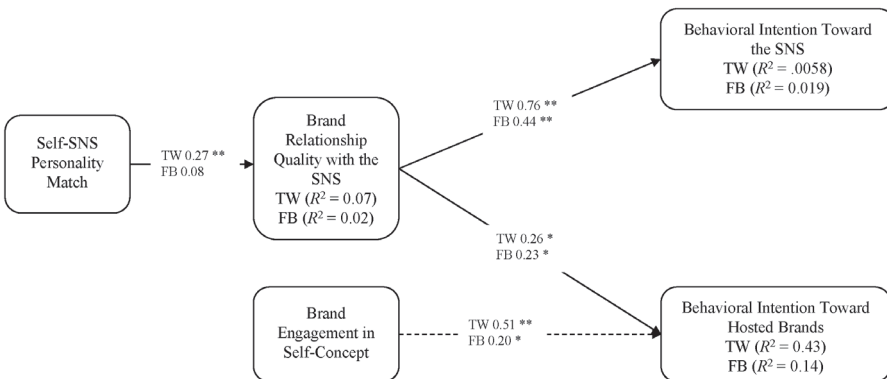 Self-SNS
Personality
Match
TW 0.27 **
FB 0.08
Brand
Relationship
Quality with the
SNS
TW (R² = 0.07)
FB (R² = 0.02)
TW 0.76 **
FB 0.44 **
Behavioral Intention Toward
the SNS
TW (R² = .0058)
FB (R² = 0.019)
TW 0.26 *
FB 0.23 *
Brand
Engagement in
Self-Concept
TW 0.51 **
FB 0.20 *
Behavioral Intention Toward
Hosted Brands
TW (R² = 0.43)
FB (R² = 0.14)